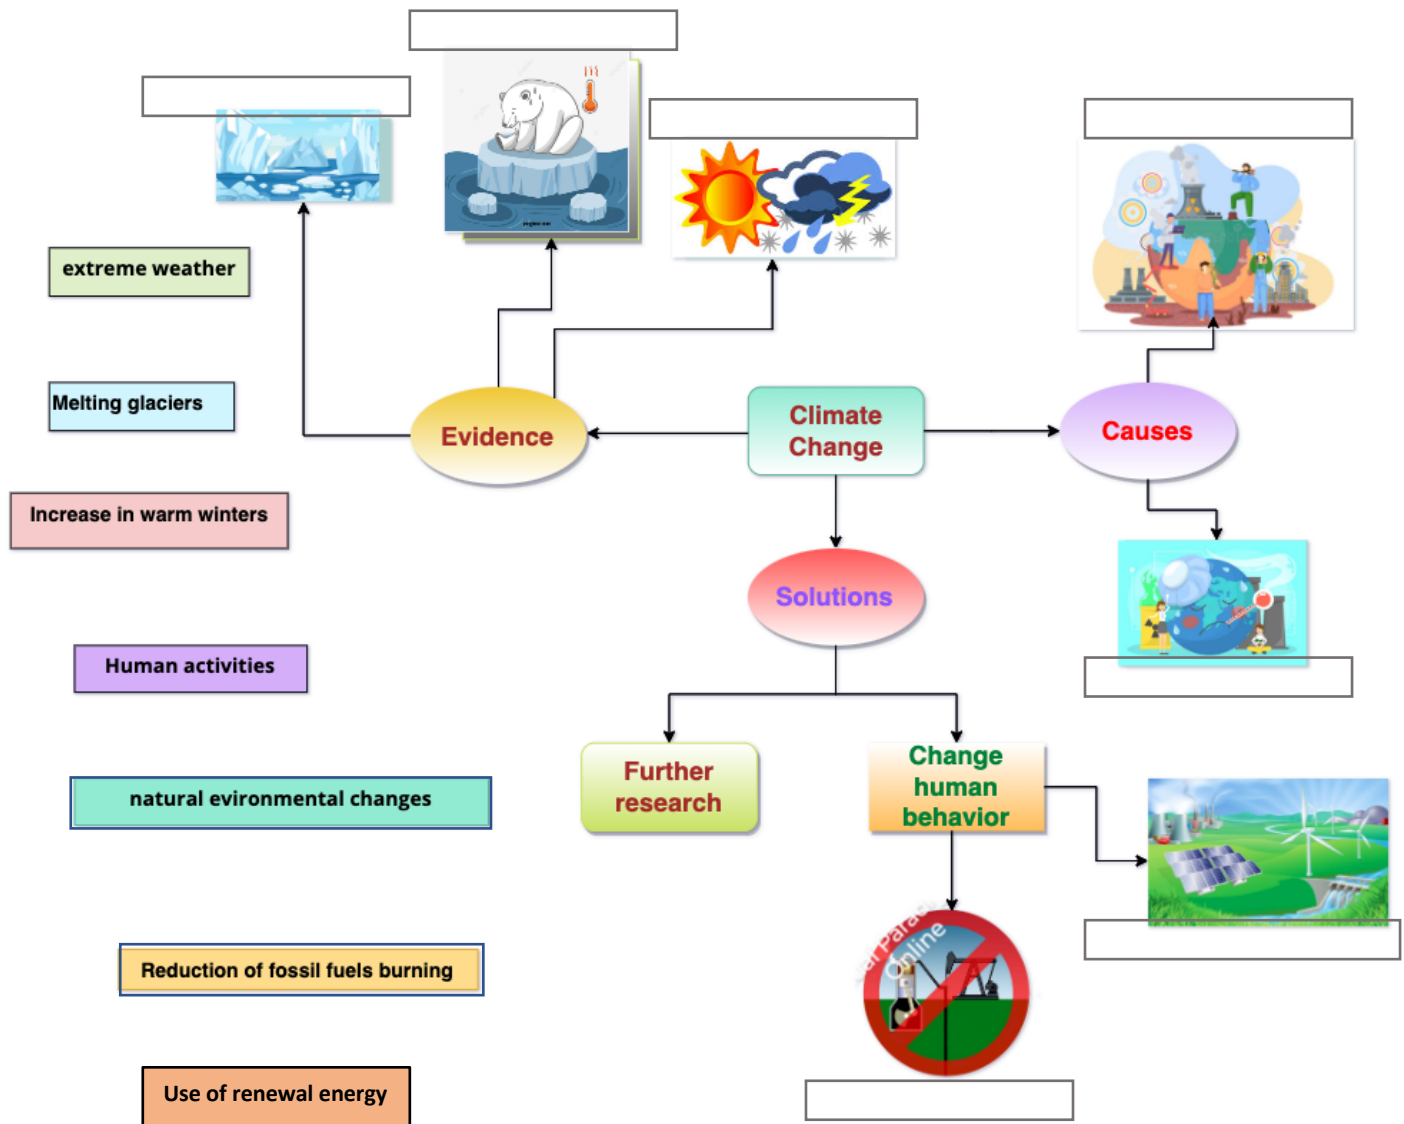 extreme weather
Melting glaciers
Increase in warm winters
Human activities
natural evironmental changes
Reduction of fossil fuels burning
Use of renewal energy
Evidence
Climate
Change
Causes
Solutions
Further
research
Change
human
behavior
Online